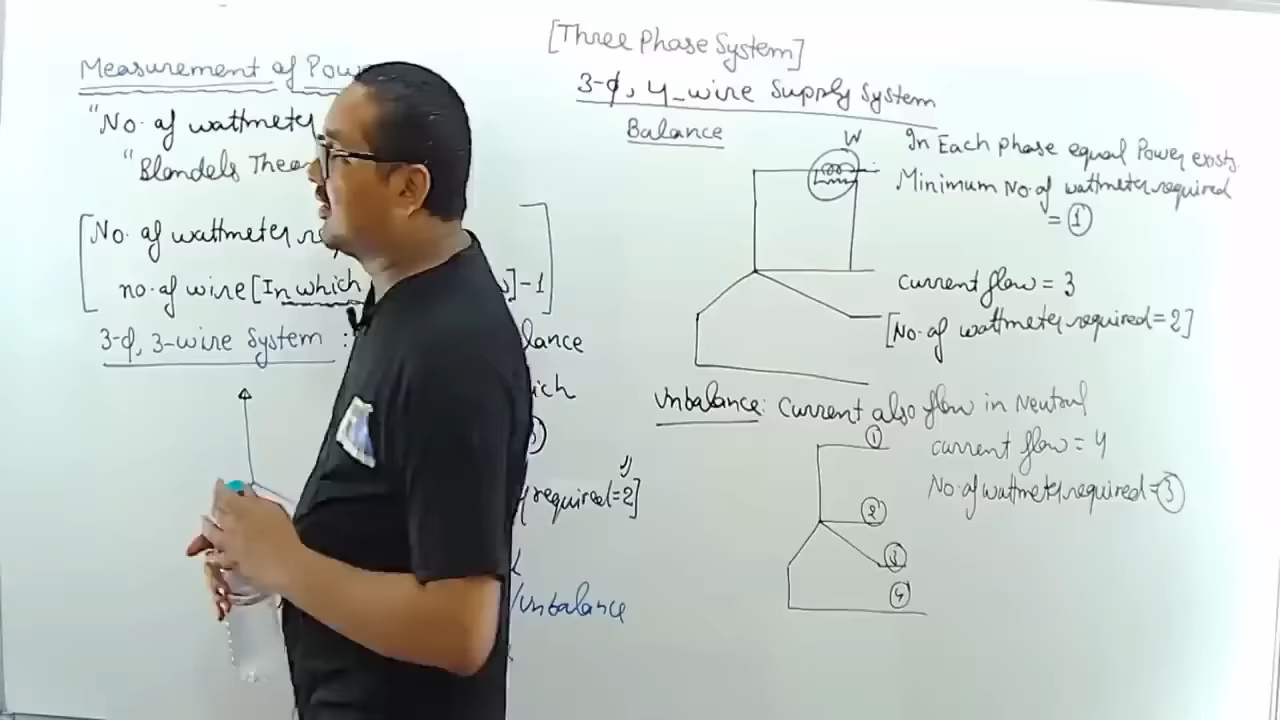 Measurement of Pow
"No. of wattmeter
"Blondels Theo
[No. of wattmeter re
no. of wire [In which ]-1]
3-ϕ, 3-wire System : lance
ich
required=2]
/Unbalance
[Three Phase System]
3-ϕ, 4-wire Supply System
Balance
W
In Each phase equal Power exists.
Minimum No. of wattmeter required
= ①
current flow = 3
[No. of wattmeter required = 2]
Unbalance: Current also flow in Neutral
①
current flow = 4
No. of wattmeter required = ③
②
③
④